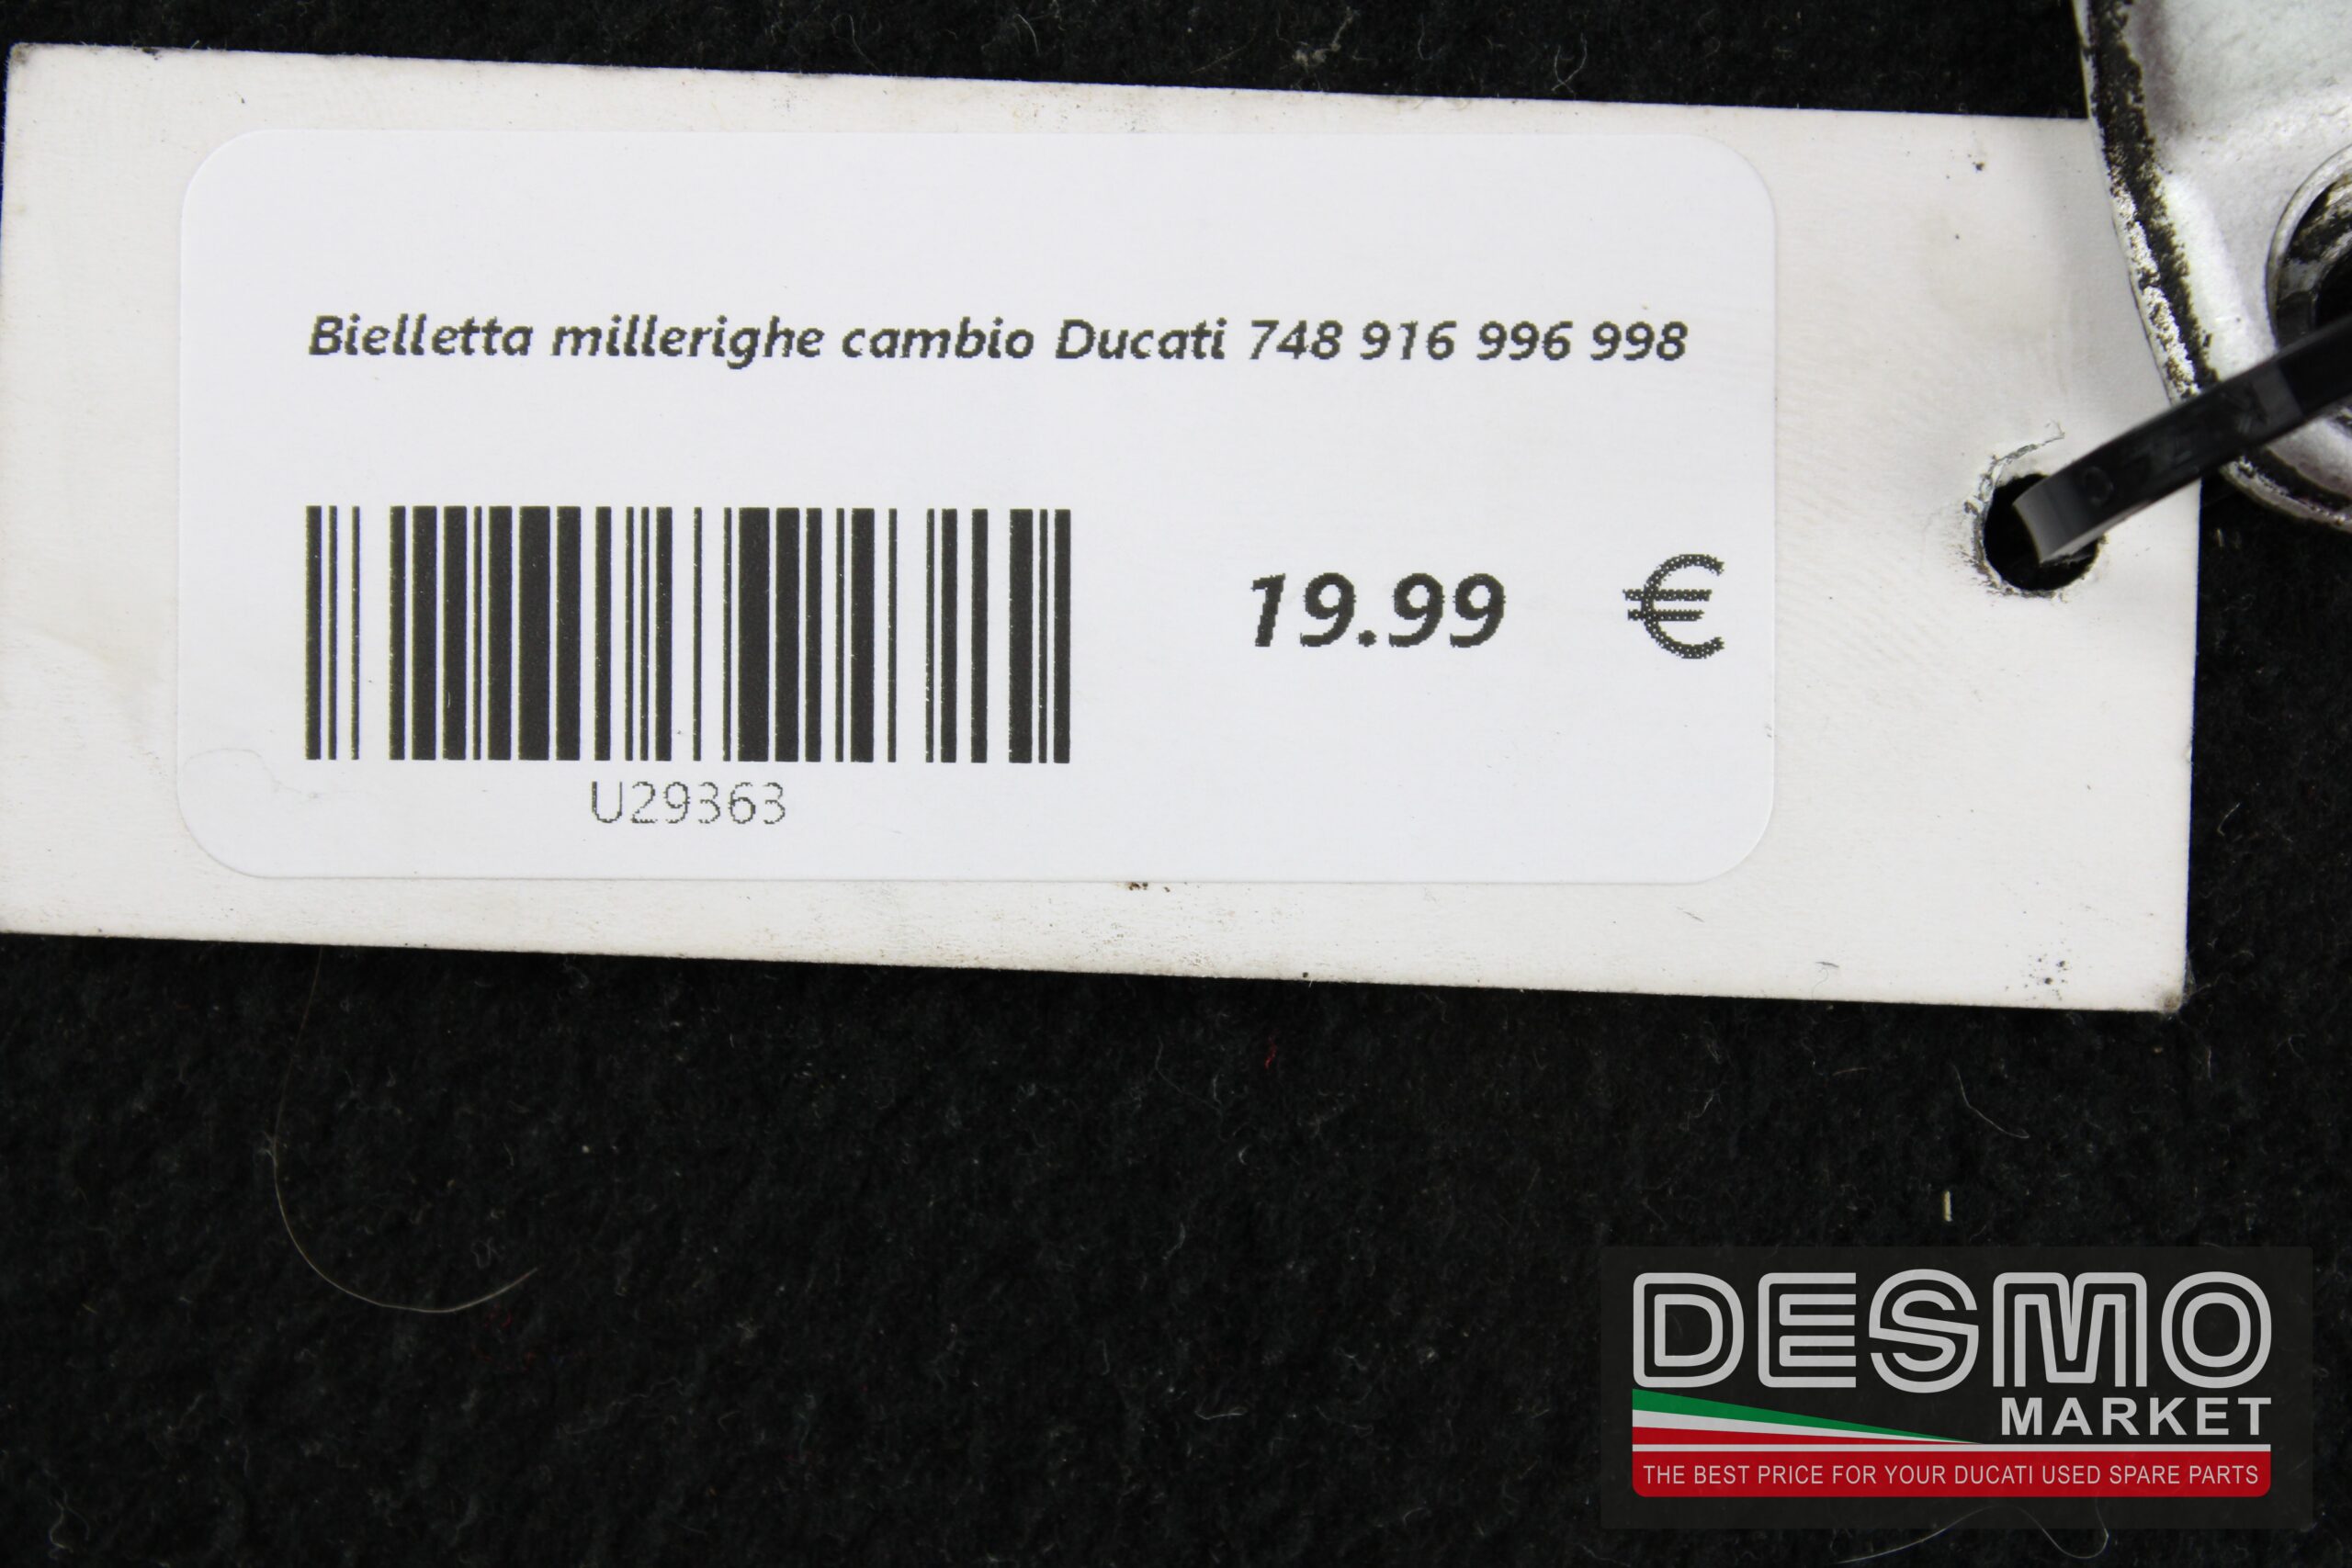 Bielletta millerighe cambio Ducati 748 916 996 998
19.99 €
U29363
DESMO
MARKET
THE BEST PRICE FOR YOUR DUCATI USED SPARE PARTS